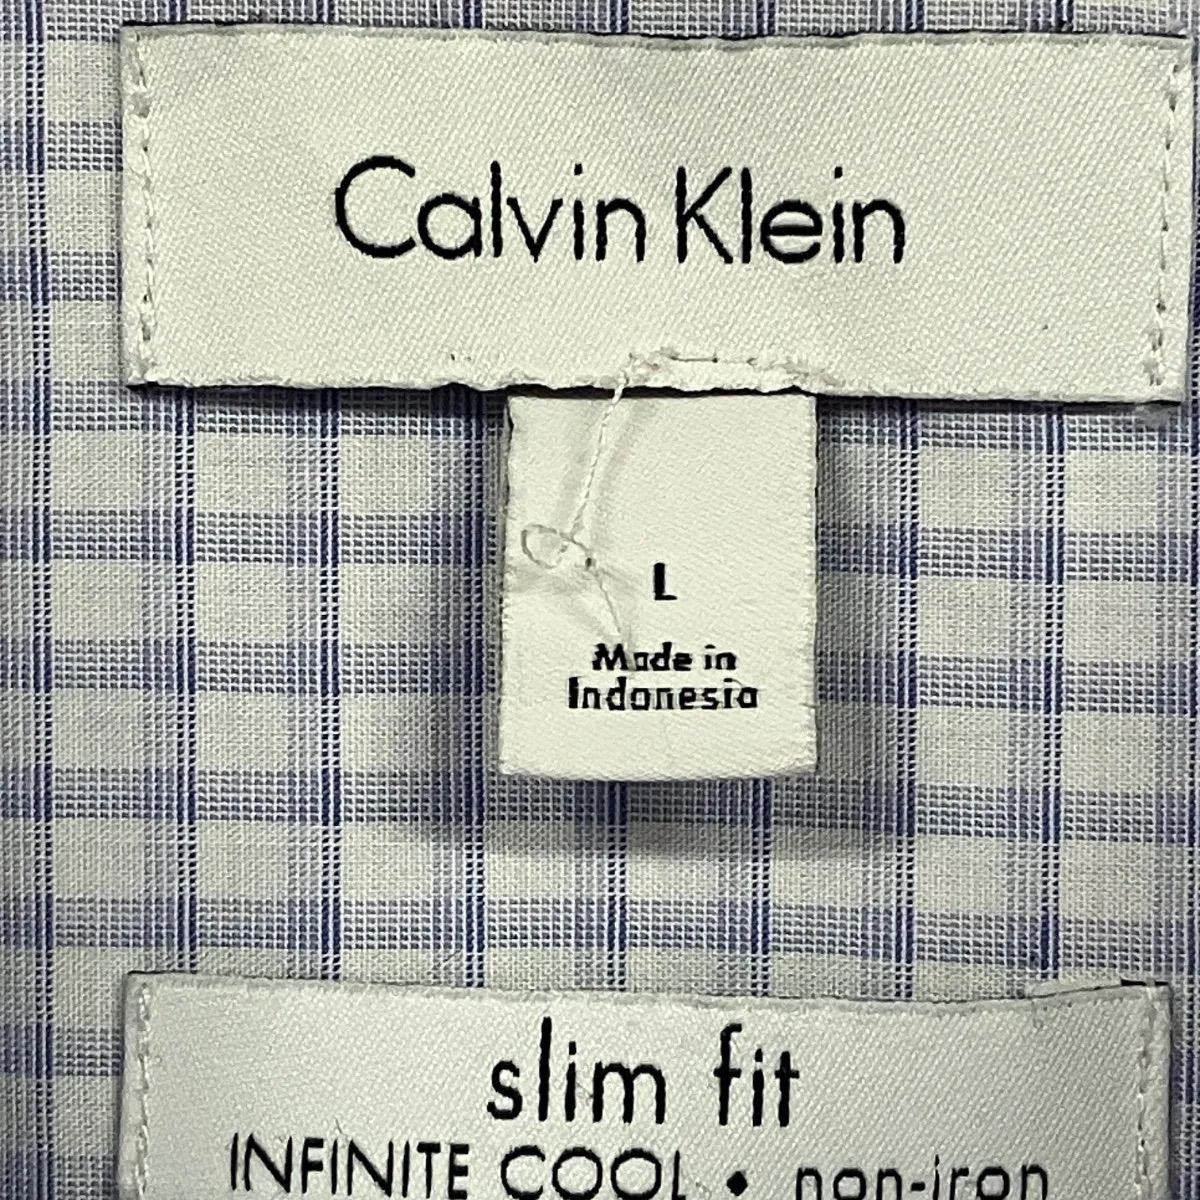 Calvin Klein
L
Made in
Indonesia
slim fit
INFINITE COOL • non-iron